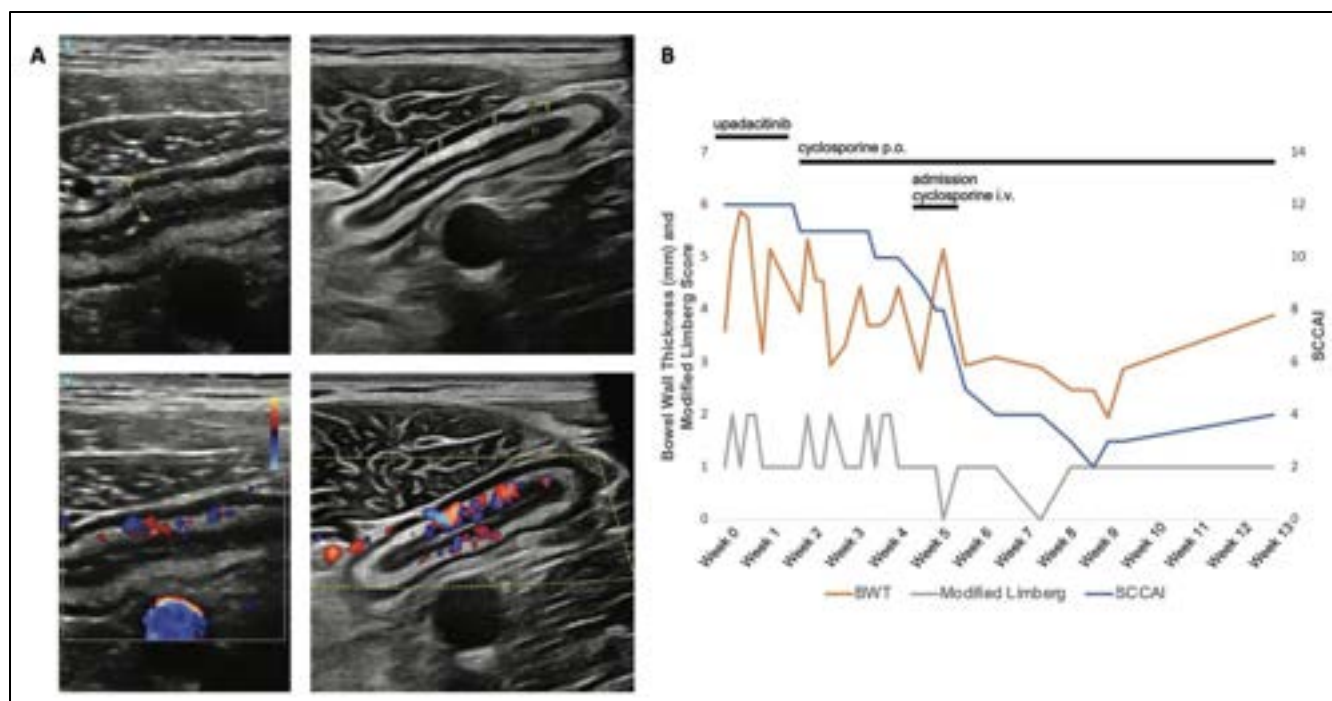 A
B
upadacitinib
cyclosporine p.o.
admission
cyclosporine i.v.
Bowel Wall Thickness (mm) and
Modified Limberg Score
7
6
5
4
3
2
1
0
14
12
10
8
6
4
2
0
SCCAI
Week 0
Week 1
Week 2
Week 3
Week 4
Week 5
Week 6
Week 7
Week 8
Week 9
Week 10
Week 11
Week 12
Week 13
BWT
Modified Limberg
SCCAI